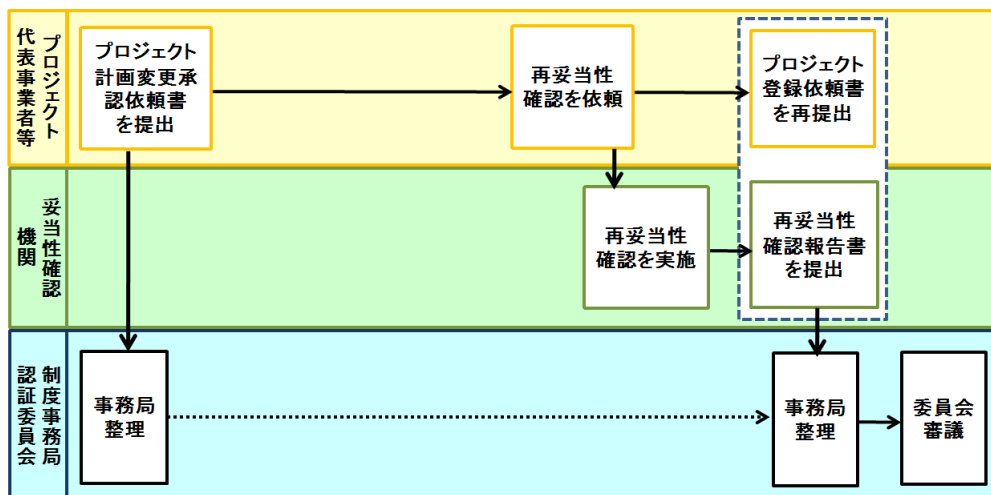 プロジェクト
代表事業者等
プロジェクト
計画変更承
認依頼書
を提出
再妥当性
確認を依頼
プロジェクト
登録依頼書
を再提出
妥当性確認
機関
再妥当性
確認を実施
再妥当性
確認報告書
を提出
制度事務局
認証委員会
事務局
整理
事務局
整理
委員会
審議